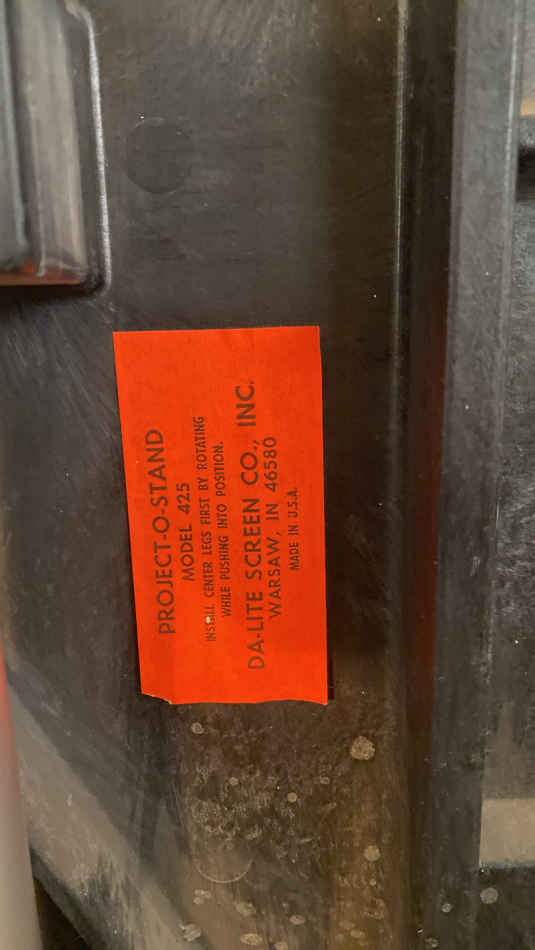 PROJECT-O-STAND
MODEL 425
INSTALL CENTER LEGS FIRST BY ROTATING
WHILE PUSHING INTO POSITION.
DA-LITE SCREEN CO., INC.
WARSAW, IN 46580
MADE IN U.S.A.